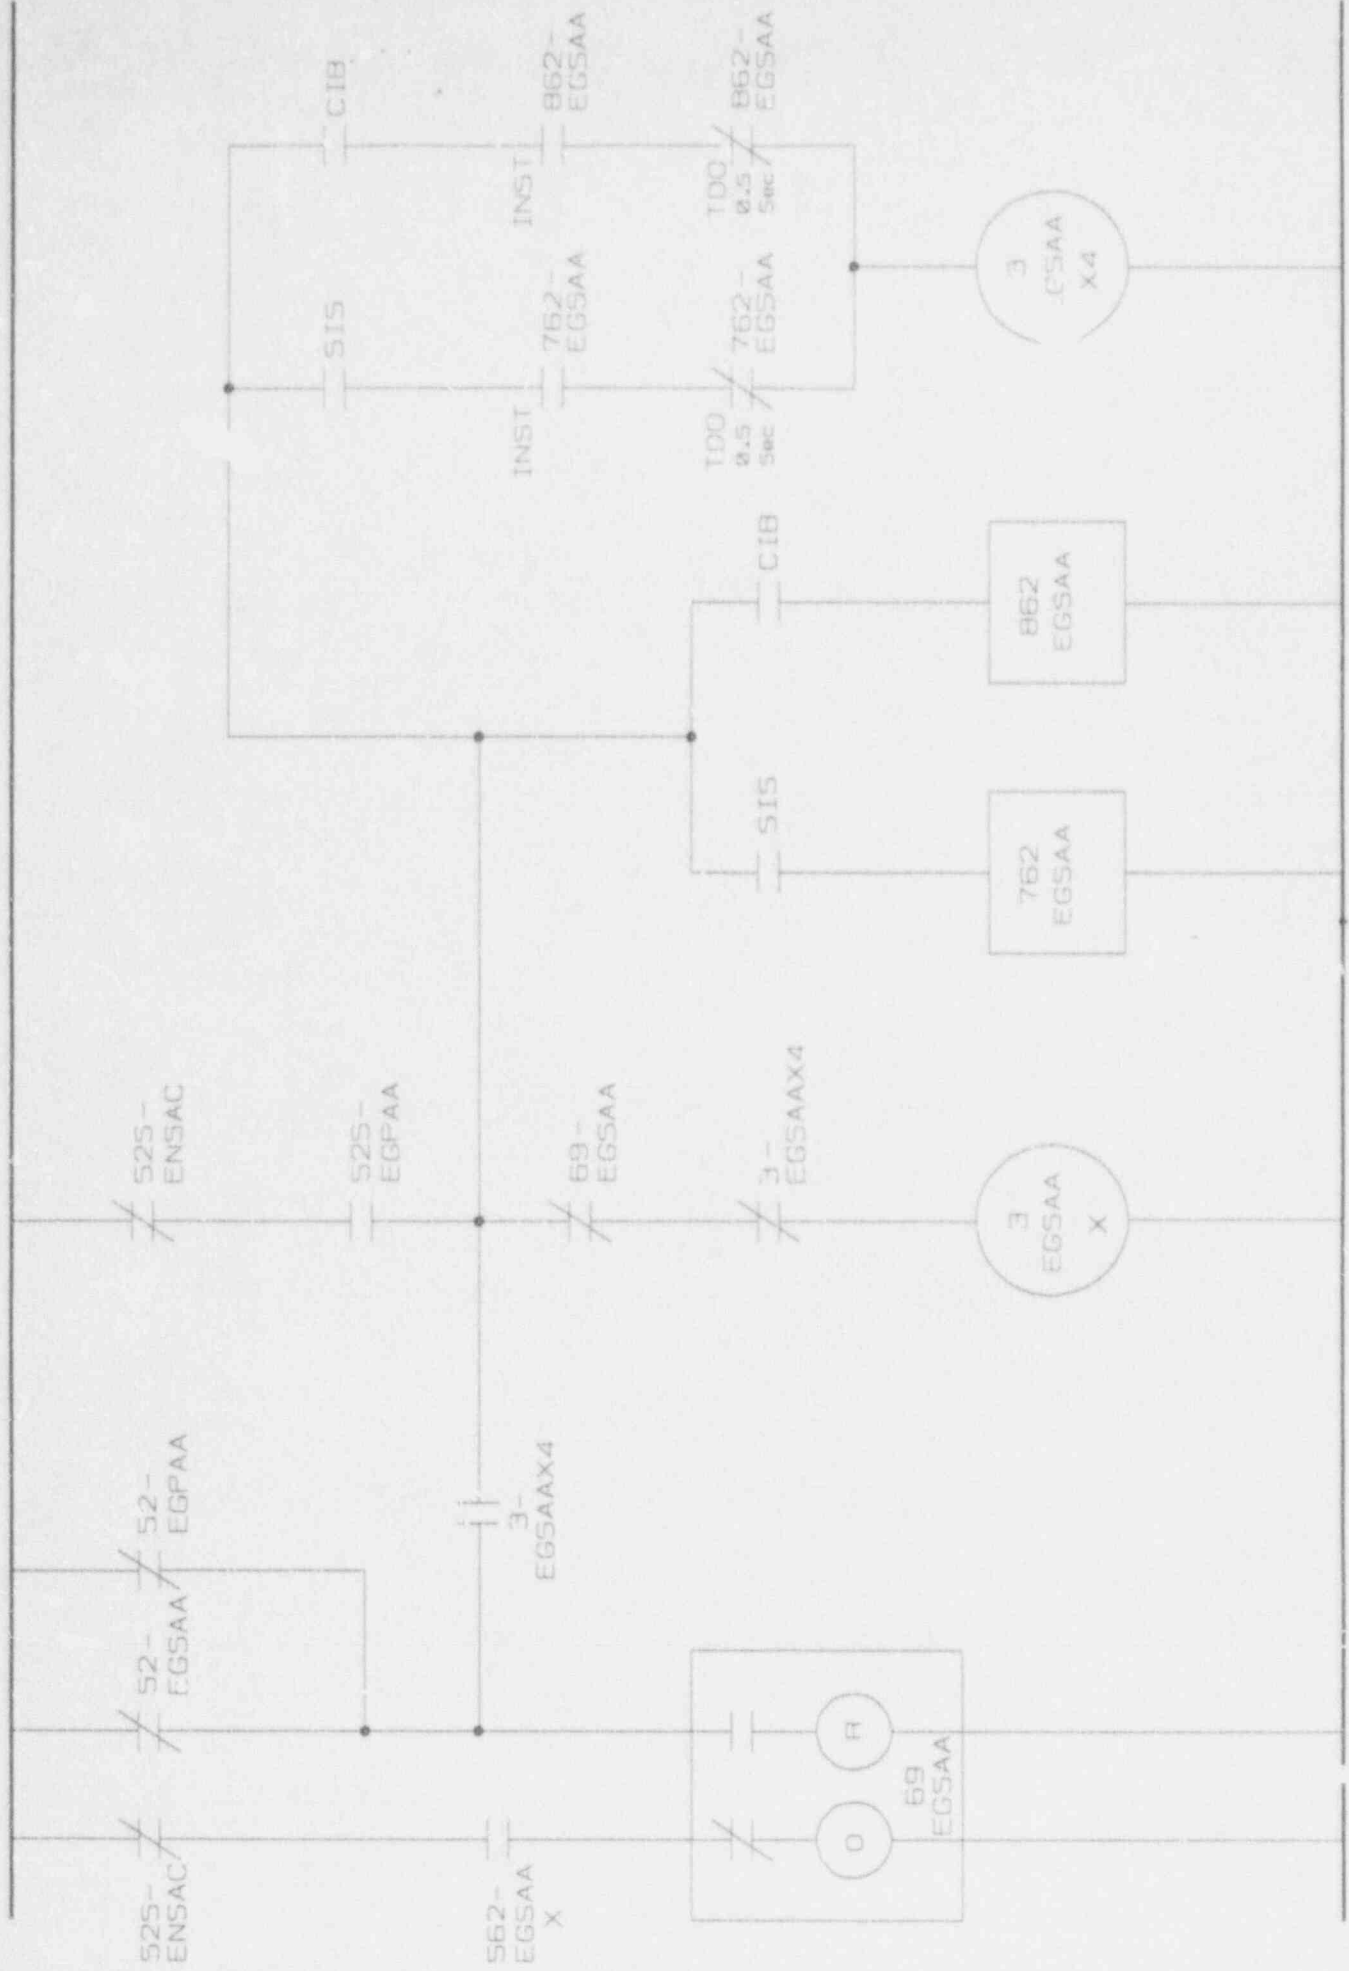 52S-
ENSAC
52-
EGSAA
52-
EGPAA
52S-
ENSAC
CIB
SIS
52S-
EGPAA
562-
EGSAA
X
3-
EGSAAX4
69-
EGSAA
INST
762-
EGSAA
INST
862-
EGSAA
3-
EGSAAX4
SIS
CIB
TDO
0.5
Sec
762-
EGSAA
TDO
0.5
Sec
862-
EGSAA
O
R
69
EGSAA
3
EGSAA
X
762
EGSAA
862
EGSAA
3
X4